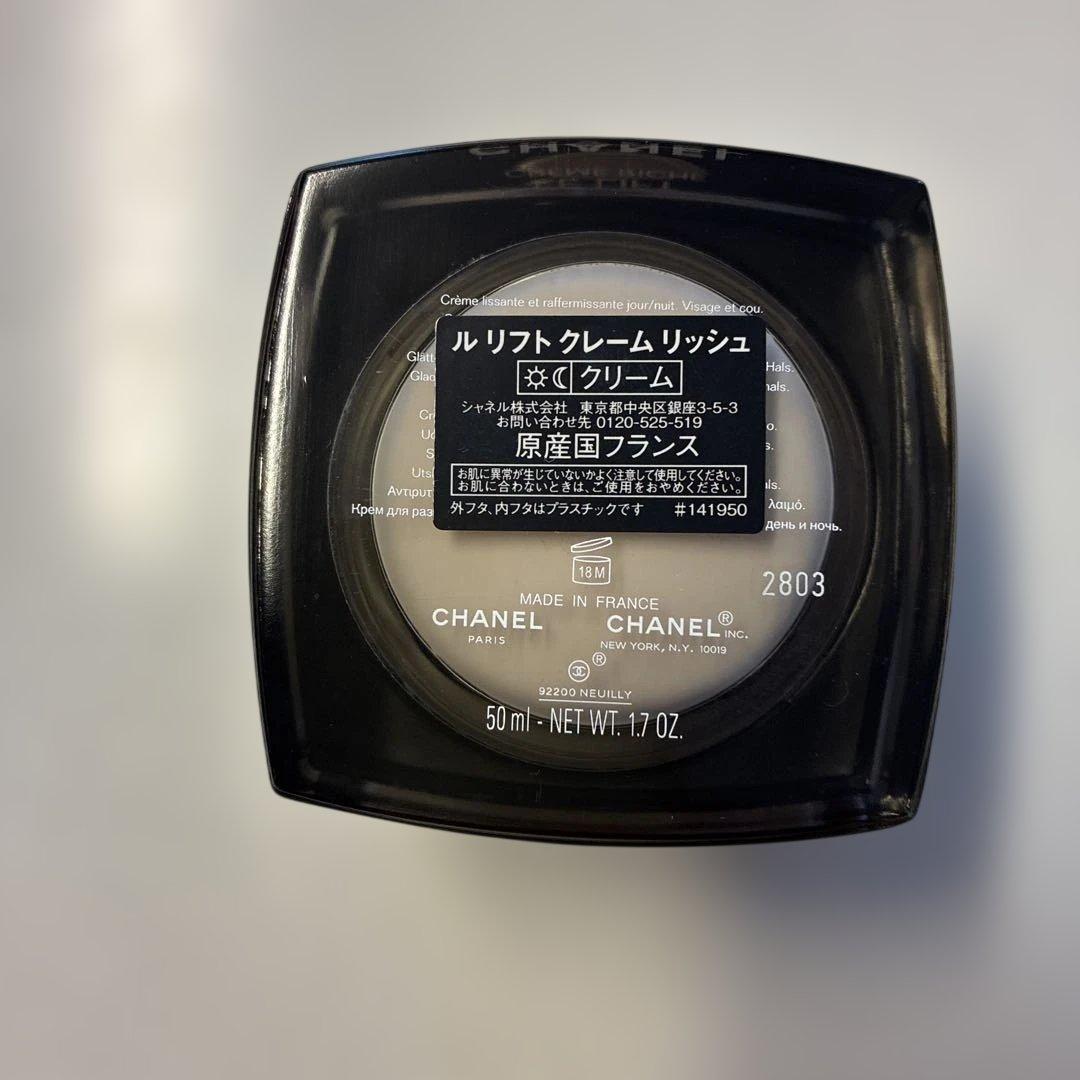 CHANEL
CRÈME RICHE
Crème lissante et raffermissante jour/nuit. Visage et cou.
ル リフト クレーム リッシュ
クリーム
シャネル株式会社 東京都中央区銀座3-5-3
お問い合わせ先 0120-525-519
原産国フランス
お肌に異常が生じていないかよく注意して使用してください。
お肌に合わないときは、ご使用をおやめください。
外フタ、内フタはプラスチックです #141950
Hals.
λαιμό.
Крем для день и ночь.
18 M
2803
MADE IN FRANCE
CHANEL CHANEL® INC.
PARIS NEW YORK, N.Y. 10019
®
92200 NEUILLY
50 ml - NET WT. 1.7 OZ.